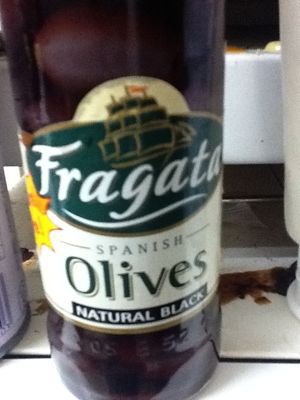 Fragata
SPANISH
Olives
NATURAL BLACK